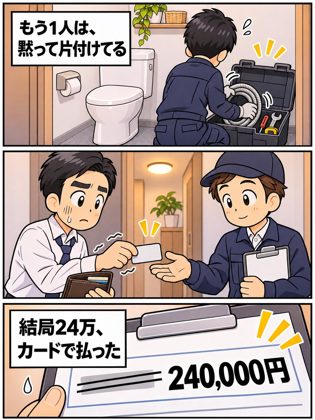 もう1人は、
黙って片付けてる
結局24万、
カードで払った
240,000円